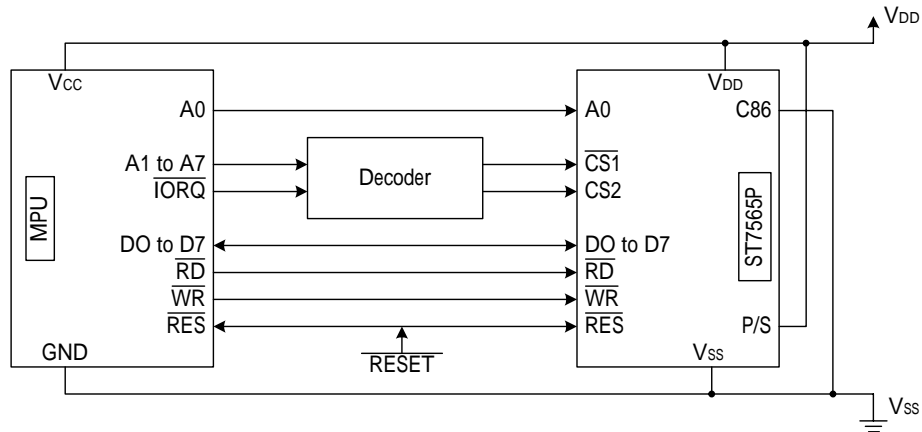 VDD
VCC
VDD
A0
A0
C86
A1 to A7
IORQ
Decoder
CS1
CS2
MPU
ST7565P
DO to D7
DO to D7
RD
RD
WR
WR
RES
RES
P/S
RESET
GND
VSS
VSS